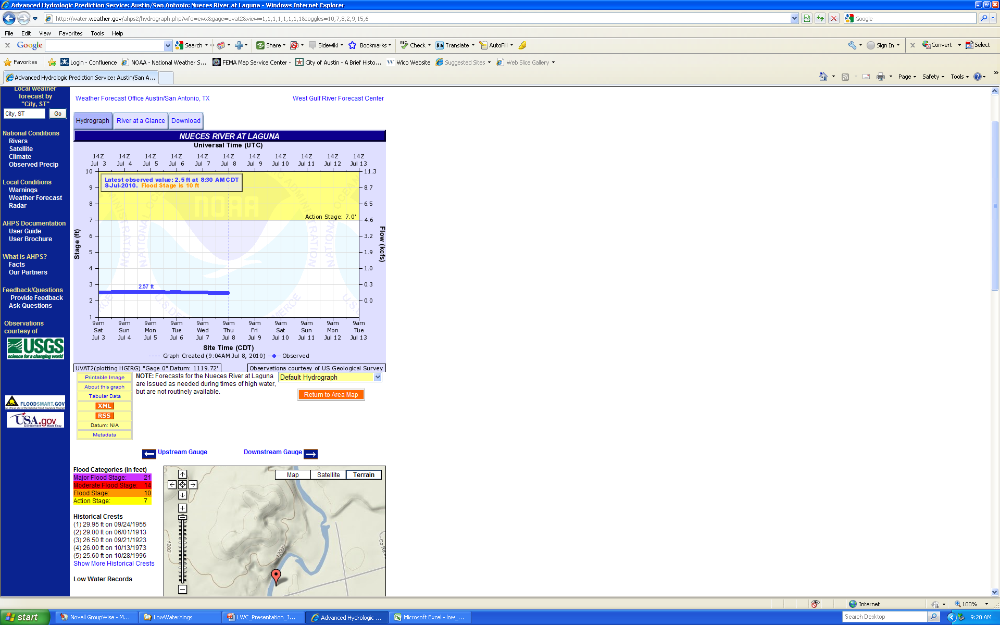 Advanced Hydrologic Prediction Service: Austin/San Antonio: Nueces River at Laguna - Windows Internet Explorer
http://water.weather.gov/ahps2/hydrograph.php?wfo=ewx&gage=uvat2&view=1,1,1,1,1,1,1,1&toggles=10,7,8,2,9,15,6
Google
File Edit View Favorites Tools Help
x Google Search Share Sidewiki Bookmarks Check Translate AutoFill Sign In x Convert Select
Favorites Login - Confluence NOAA - National Weather S... FEMA Map Service Center - City of Austin - A Brief Histo... Wico Website Suggested Sites Web Slice Gallery
Advanced Hydrologic Prediction Service: Austin/San A... Page Safety Tools
Local weather
forecast by
"City, ST"
City, ST Go
National Conditions
Rivers
Satellite
Climate
Observed Precip
Local Conditions
Warnings
Weather Forecast
Radar
AHPS Documentation
User Guide
User Brochure
What is AHPS?
Facts
Our Partners
Feedback/Questions
Provide Feedback
Ask Questions
Observations
courtesy of
USGS
science for a changing world
FLOODSMART.GOV
USA.gov
Government Made Easy
Weather Forecast Office Austin/San Antonio, TX West Gulf River Forecast Center
Hydrograph River at a Glance Download
NUECES RIVER AT LAGUNA
Universal Time (UTC)
14Z 14Z 14Z 14Z 14Z 14Z 14Z 14Z 14Z 14Z 14Z
Jul 3 Jul 4 Jul 5 Jul 6 Jul 7 Jul 8 Jul 9 Jul 10 Jul 11 Jul 12 Jul 13
Latest observed value: 2.5 ft at 8:30 AM CDT
8-Jul-2010. Flood Stage is 10 ft
NOAA
Action Stage: 7.0'
Stage (ft)
10
9
8
7
6
5
4
3
2
1
Flow (kcfs)
11.3
8.7
6.5
4.6
3.2
1.9
1.0
0.3
0.0
2.57 ft
9am 9am 9am 9am 9am 9am 9am 9am 9am 9am 9am
Sat Sun Mon Tue Wed Thu Fri Sat Sun Mon Tue
Jul 3 Jul 4 Jul 5 Jul 6 Jul 7 Jul 8 Jul 9 Jul 10 Jul 11 Jul 12 Jul 13
Site Time (CDT)
---- Graph Created (9:04AM Jul 8, 2010) Observed
UVAT2(plotting HGIRG) "Gage 0" Datum: 1119.72' Observations courtesy of US Geological Survey
Printable Image
About this graph
Tabular Data
XML
RSS
Datum: N/A
Metadata
NOTE: Forecasts for the Nueces River at Laguna
are issued as needed during times of high water,
but are not routinely available.
Default Hydrograph
Return to Area Map
Upstream Gauge Downstream Gauge
Flood Categories (in feet)
Major Flood Stage: 21
Moderate Flood Stage: 14
Flood Stage: 10
Action Stage: 7
Historical Crests
(1) 29.95 ft on 09/24/1955
(2) 29.00 ft on 06/01/1913
(3) 26.50 ft on 09/21/1923
(4) 26.00 ft on 10/13/1973
(5) 25.60 ft on 10/28/1996
Show More Historical Crests
Low Water Records
Map Satellite Terrain
1200'
1200'
Co Rd
Internet 100%
start Novell GroupWise - M... LowWaterXings LWC_Presentation_J... Advanced Hydrologic ... Microsoft Excel - low_... Search Desktop 9:20 AM